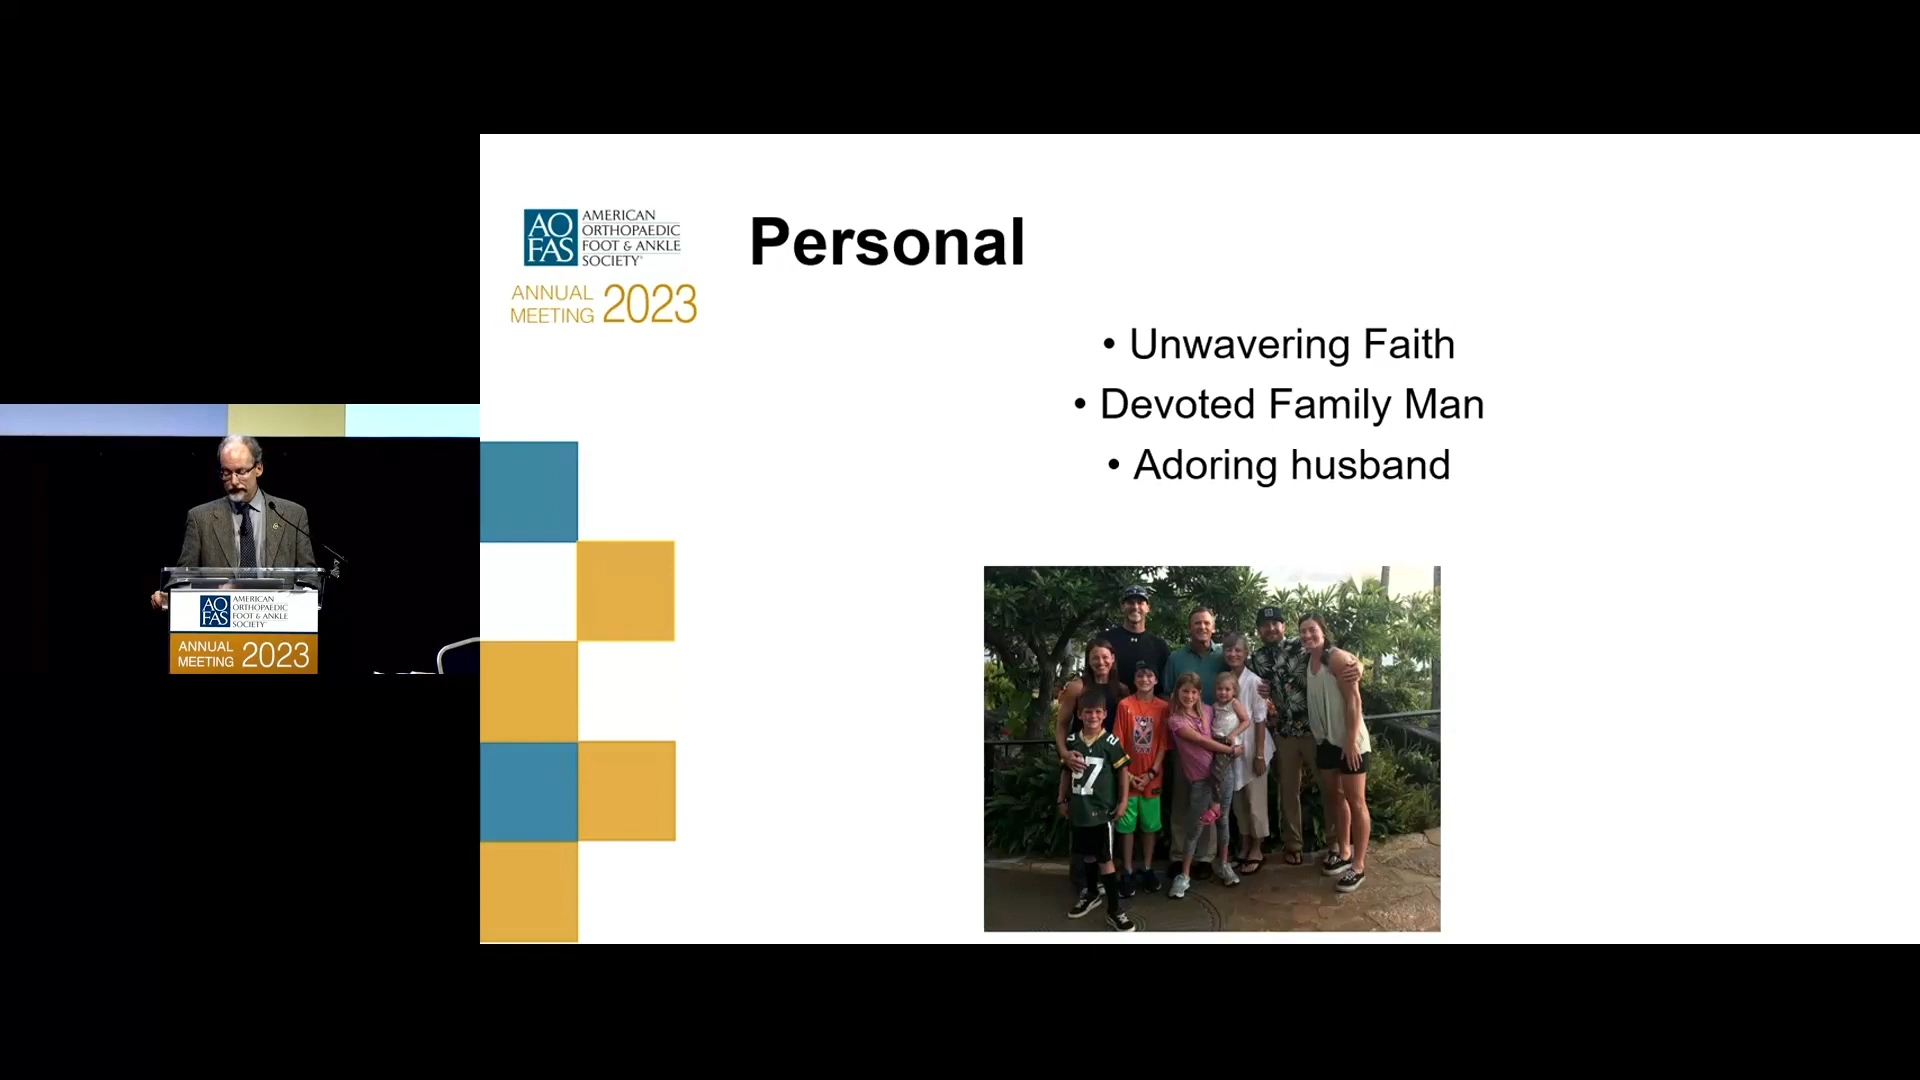 AO
FAS
AMERICAN
ORTHOPAEDIC
FOOT & ANKLE
SOCIETY®
ANNUAL
MEETING 2023
Personal
• Unwavering Faith
• Devoted Family Man
• Adoring husband
AO
FAS
AMERICAN
ORTHOPAEDIC
FOOT & ANKLE
SOCIETY
ANNUAL
MEETING 2023
27
2